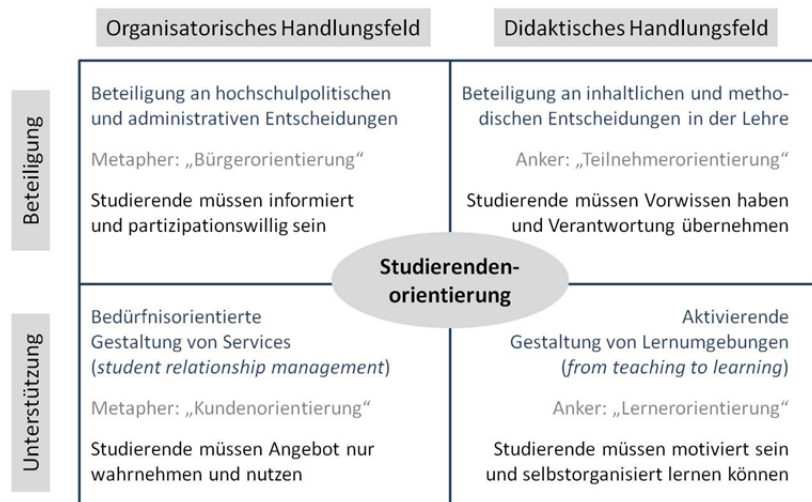 Organisatorisches Handlungsfeld
Didaktisches Handlungsfeld
Beteiligung
Beteiligung an hochschulpolitischen
und administrativen Entscheidungen
Metapher: „Bürgerorientierung“
Studierende müssen informiert
und partizipationswillig sein
Beteiligung an inhaltlichen und metho-
dischen Entscheidungen in der Lehre
Anker: „Teilnehmerorientierung“
Studierende müssen Vorwissen haben
und Verantwortung übernehmen
Studierenden-
orientierung
Unterstützung
Bedürfnisorientierte
Gestaltung von Services
(student relationship management)
Metapher: „Kundenorientierung“
Studierende müssen Angebot nur
wahrnehmen und nutzen
Aktivierende
Gestaltung von Lernumgebungen
(from teaching to learning)
Anker: „Lernerorientierung“
Studierende müssen motiviert sein
und selbstorganisiert lernen können